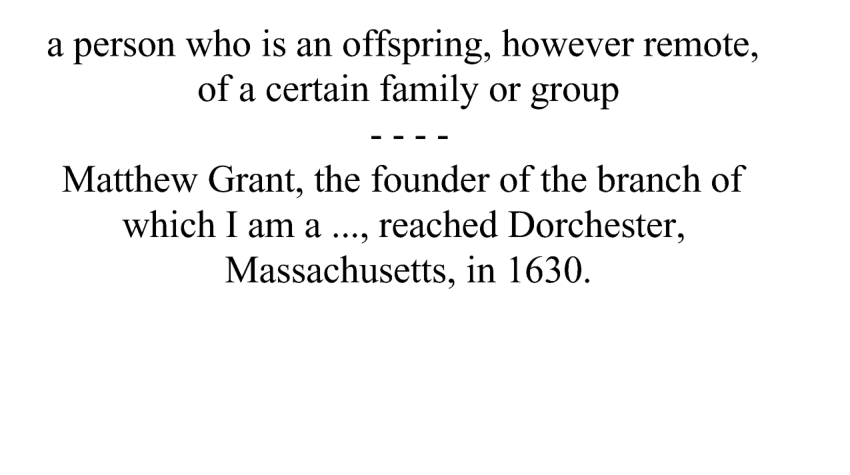 a person who is an offspring, however remote,
of a certain family or group
- - - -
Matthew Grant, the founder of the branch of
which I am a ..., reached Dorchester,
Massachusetts, in 1630.